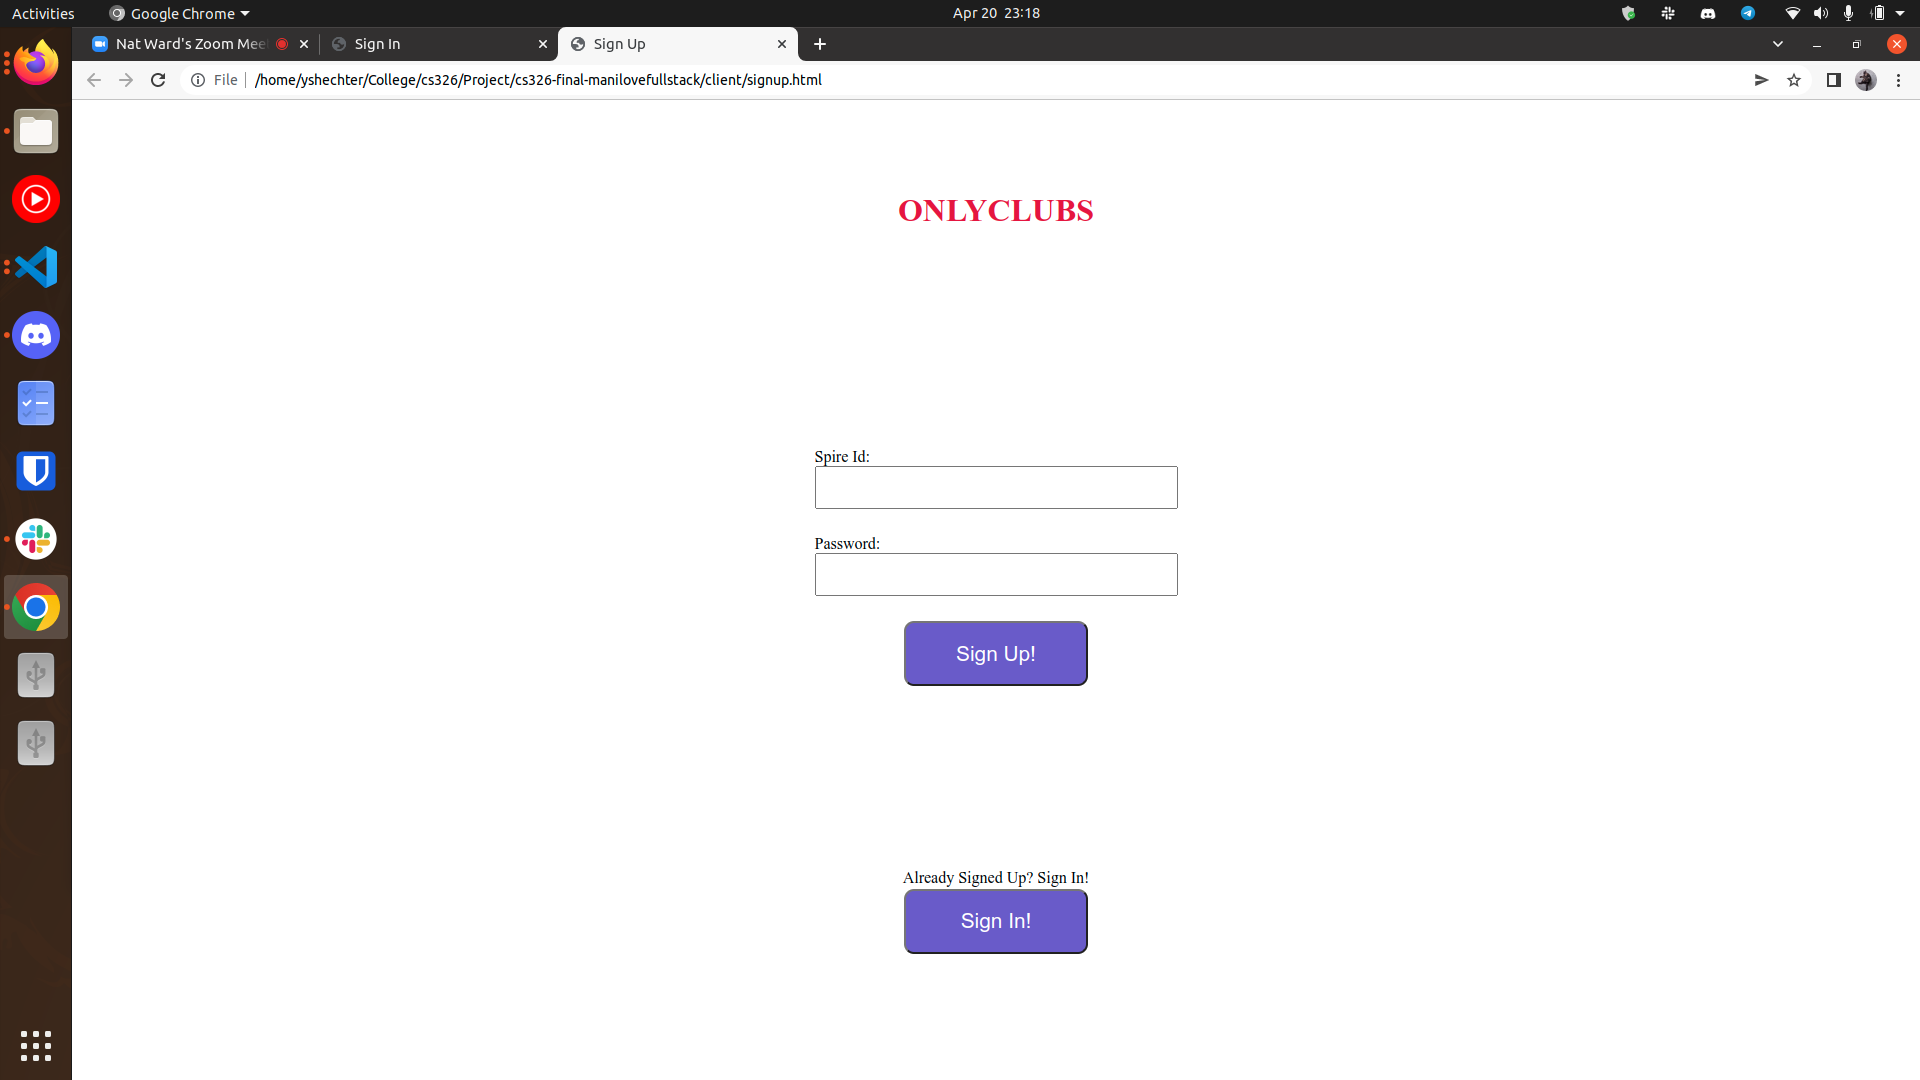 Activities
Google Chrome
Apr 20 23:18
Nat Ward's Zoom Mee
Sign In
Sign Up
File
/home/yshechter/College/cs326/Project/cs326-final-manilovefullstack/client/signup.html
ONLYCLUBS
Spire Id:
Password:
Sign Up!
Already Signed Up? Sign In!
Sign In!